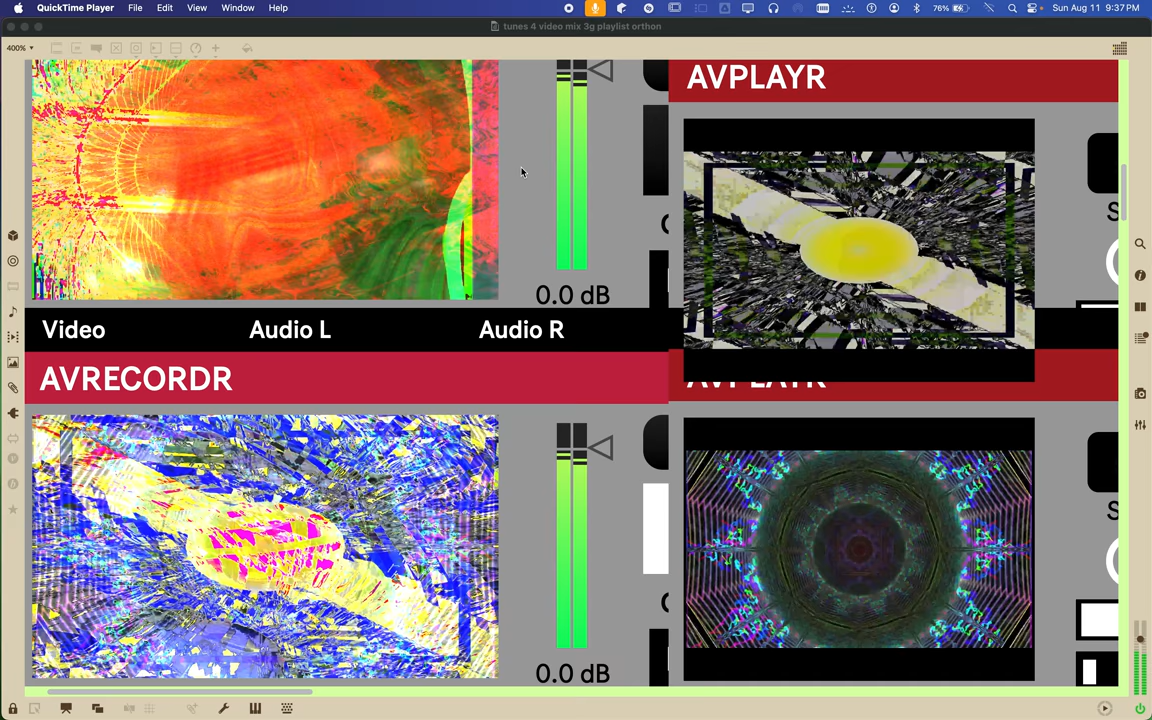 QuickTime Player File Edit View Window Help 76% Sun Aug 11 9:37 PM
tunes 4 video mix 3g playlist orthon
400%
AVPLAYR
0.0 dB
Video Audio L Audio R
AVRECORDR
0.0 dB